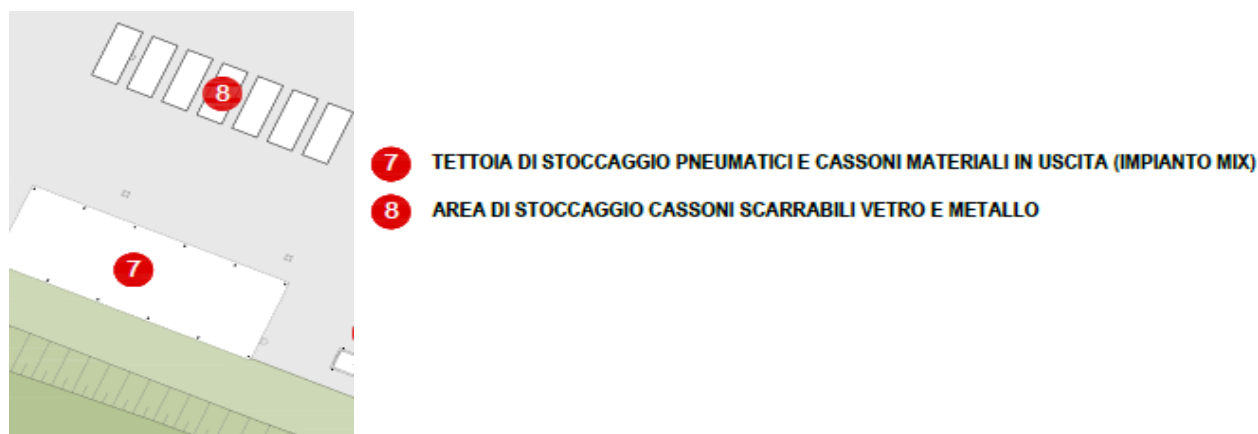 8
7
7 TETTOIA DI STOCCAGGIO PNEUMATICI E CASSONI MATERIALI IN USCITA (IMPIANTO MIX)
8 AREA DI STOCCAGGIO CASSONI SCARRABILI VETRO E METALLO